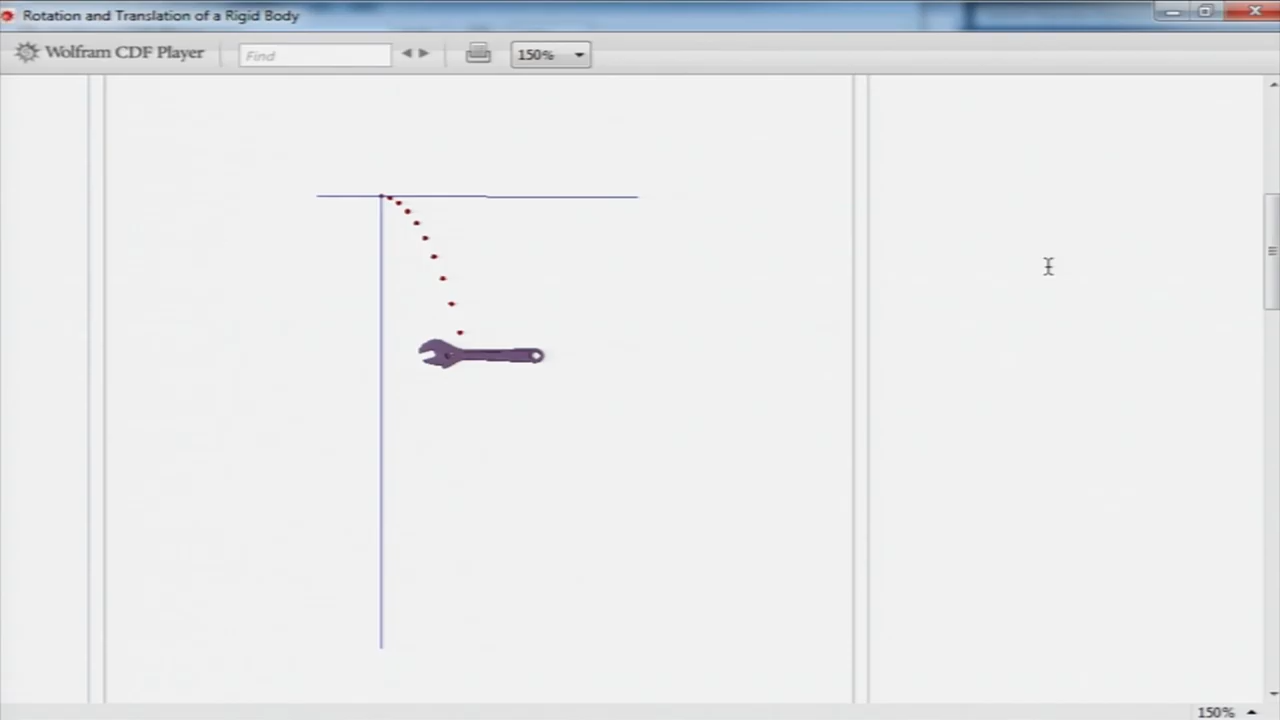 Rotation and Translation of a Rigid Body
Wolfram CDF Player
Find
150%
150%